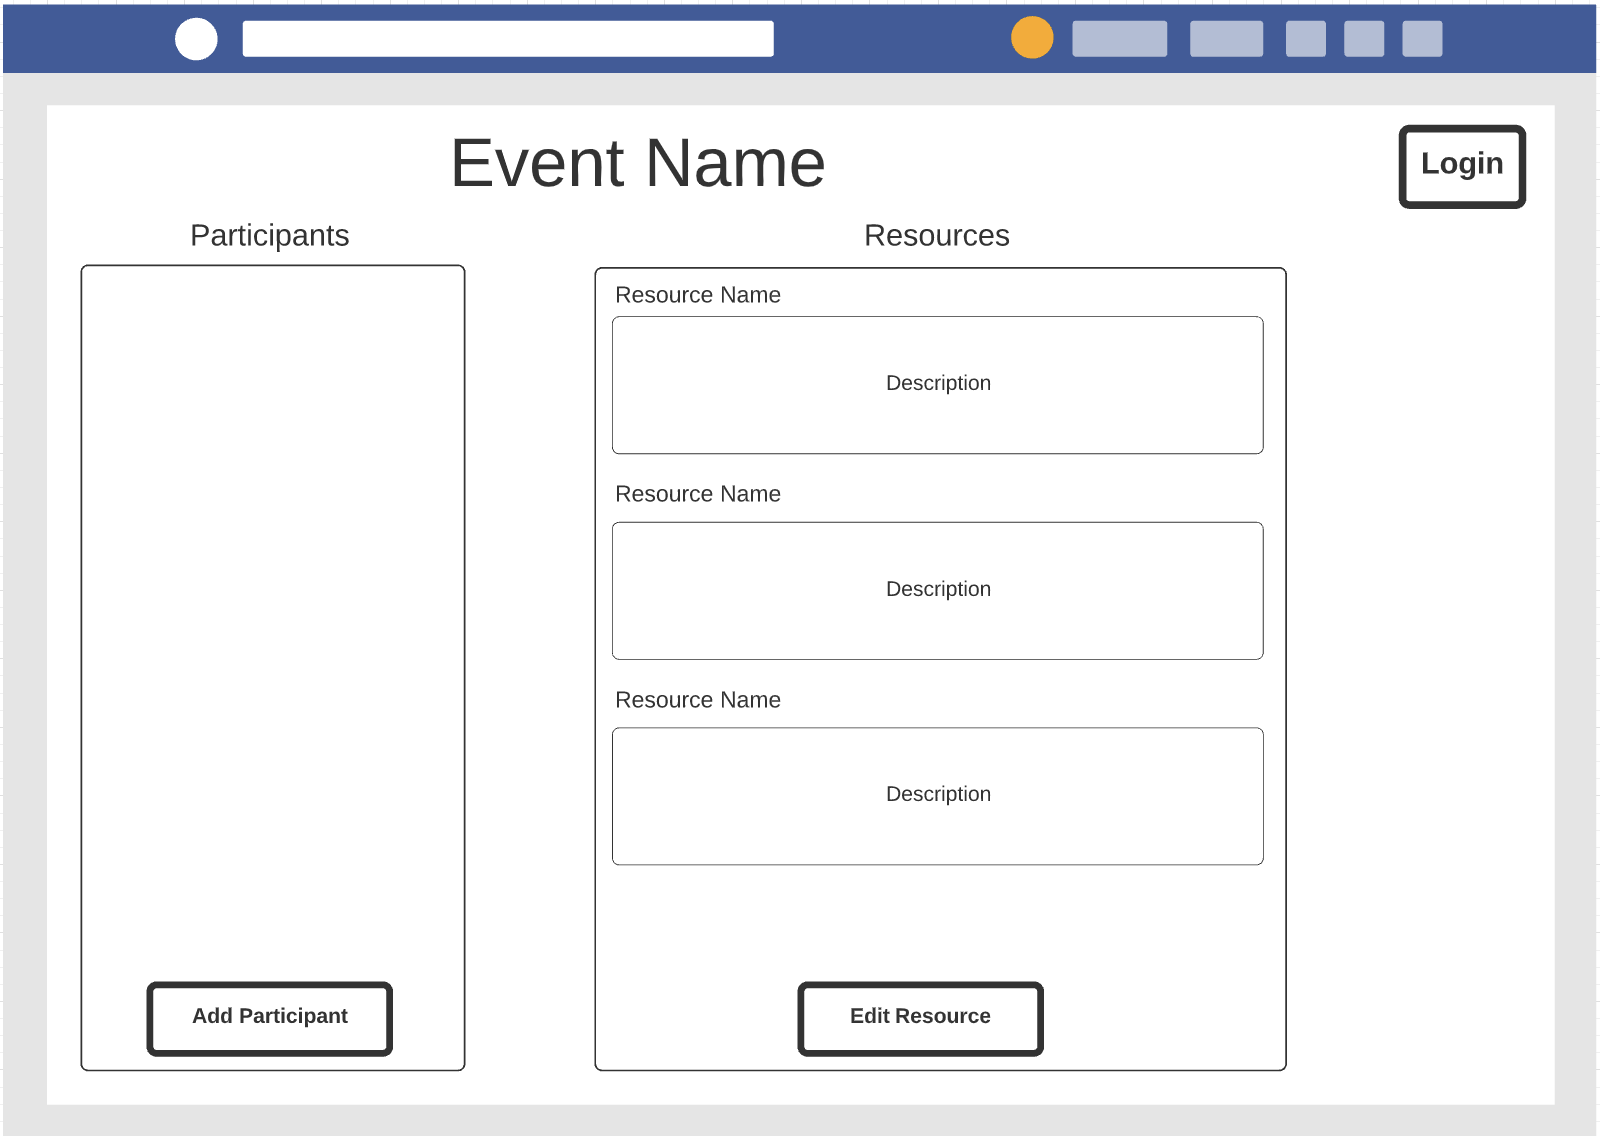 Event Name
Login
Participants
Resources
Resource Name
Description
Resource Name
Description
Resource Name
Description
Add Participant
Edit Resource